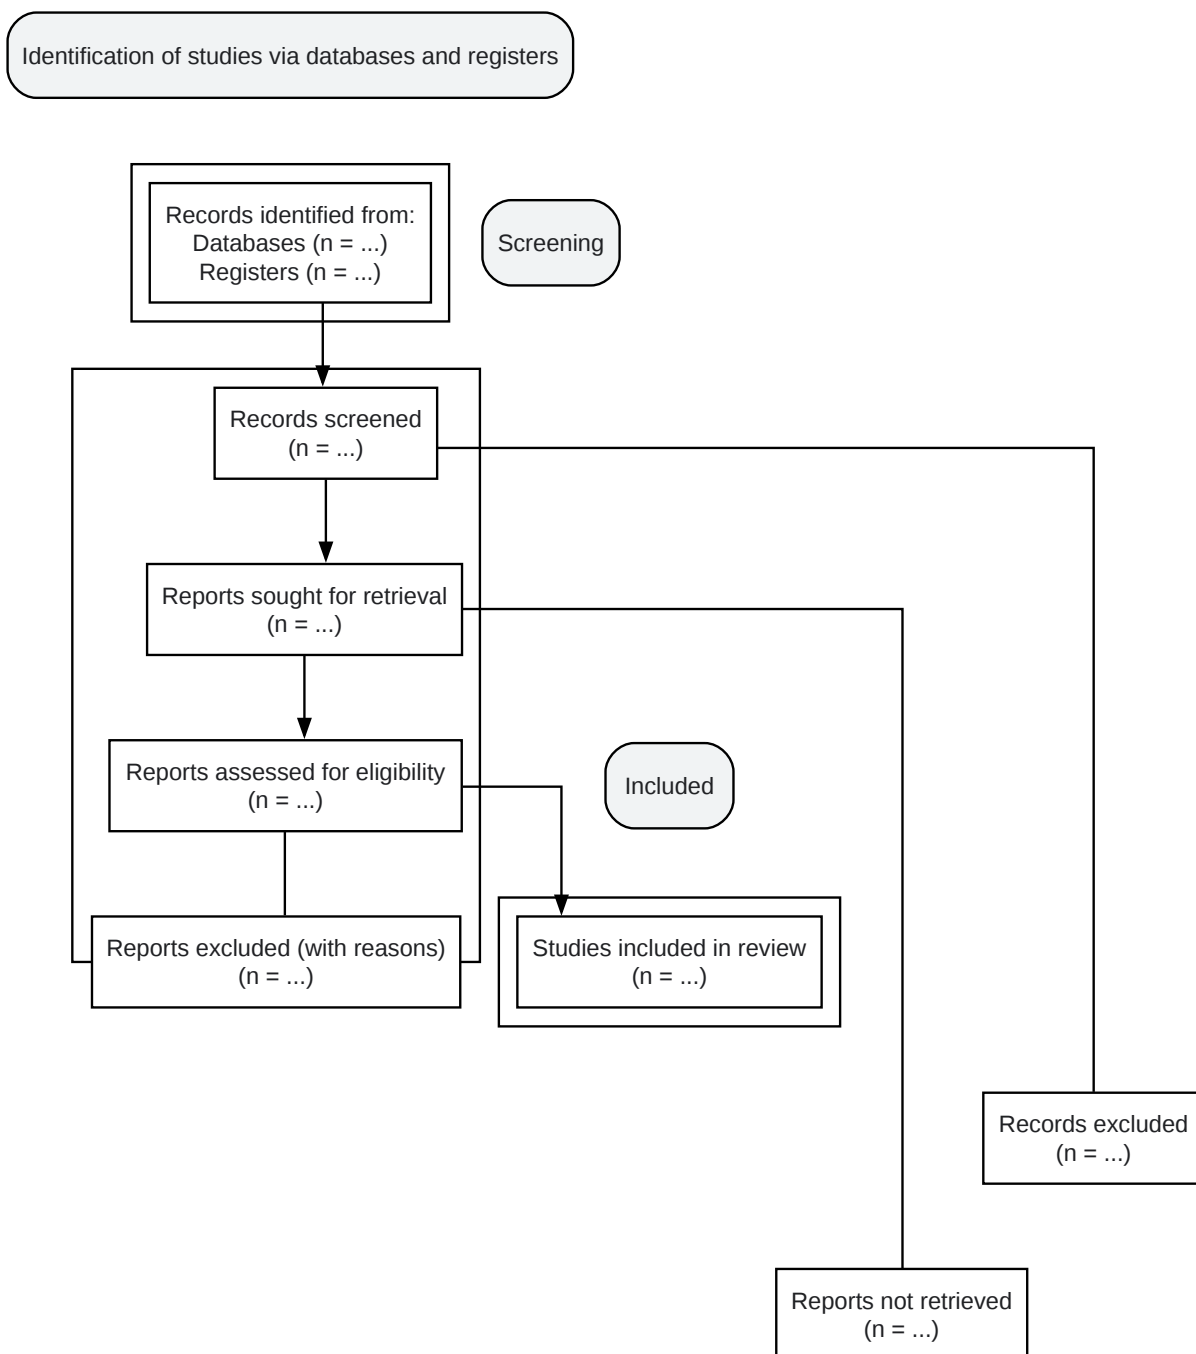 Identification of studies via databases and registers
Records identified from:
Databases (n = ...)
Registers (n = ...)
Screening
Records screened
(n = ...)
Reports sought for retrieval
(n = ...)
Reports assessed for eligibility
(n = ...)
Included
Reports excluded (with reasons)
(n = ...)
Studies included in review
(n = ...)
Records excluded
(n = ...)
Reports not retrieved
(n = ...)